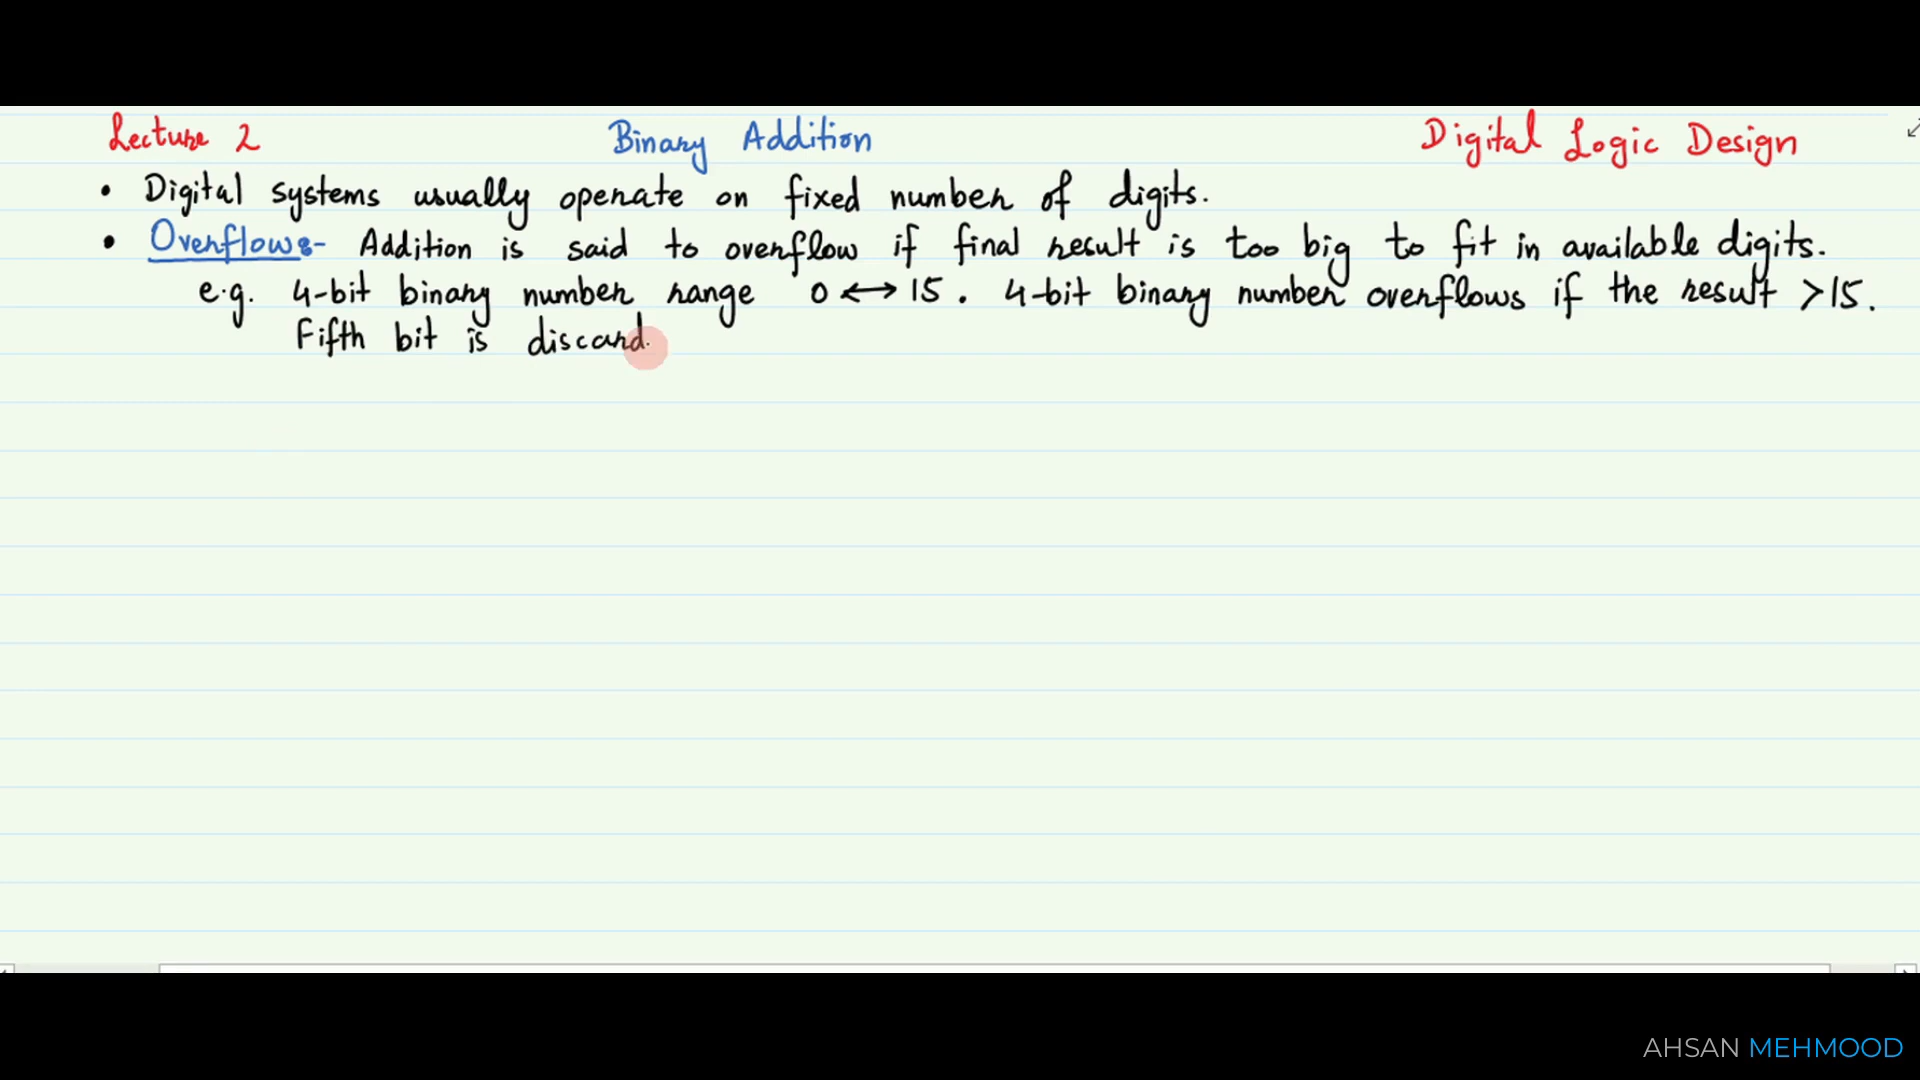 Lecture 2 Binary Addition Digital Logic Design
• Digital systems usually operate on fixed number of digits.
• Overflow:- Addition is said to overflow if final result is too big to fit in available digits.
e.g. 4-bit binary number range 0 ↔ 15. 4-bit binary number overflows if the result >15.
Fifth bit is discard.
AHSAN MEHMOOD